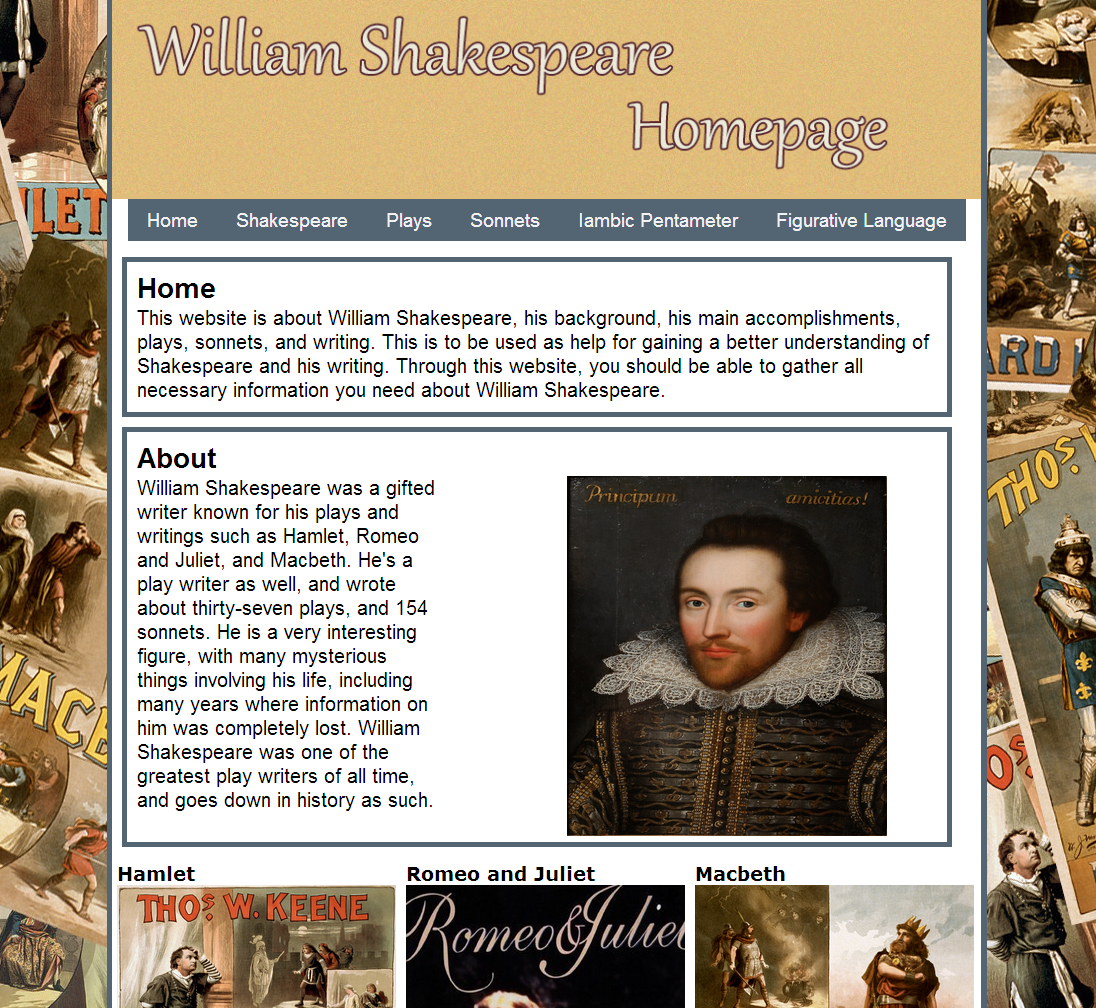 William Shakespeare
Homepage
Home Shakespeare Plays Sonnets Iambic Pentameter Figurative Language
Home
This website is about William Shakespeare, his background, his main accomplishments,
plays, sonnets, and writing. This is to be used as help for gaining a better understanding of
Shakespeare and his writing. Through this website, you should be able to gather all
necessary information you need about William Shakespeare.
About
William Shakespeare was a gifted
writer known for his plays and
writings such as Hamlet, Romeo
and Juliet, and Macbeth. He's a
play writer as well, and wrote
about thirty-seven plays, and 154
sonnets. He is a very interesting
figure, with many mysterious
things involving his life, including
many years where information on
him was completely lost. William
Shakespeare was one of the
greatest play writers of all time,
and goes down in history as such.
Principum amicitias!
Hamlet Romeo and Juliet Macbeth
THOS. W. KEENE
Romeo & Juliet
LET
MACB
ARD
THOS.
OS